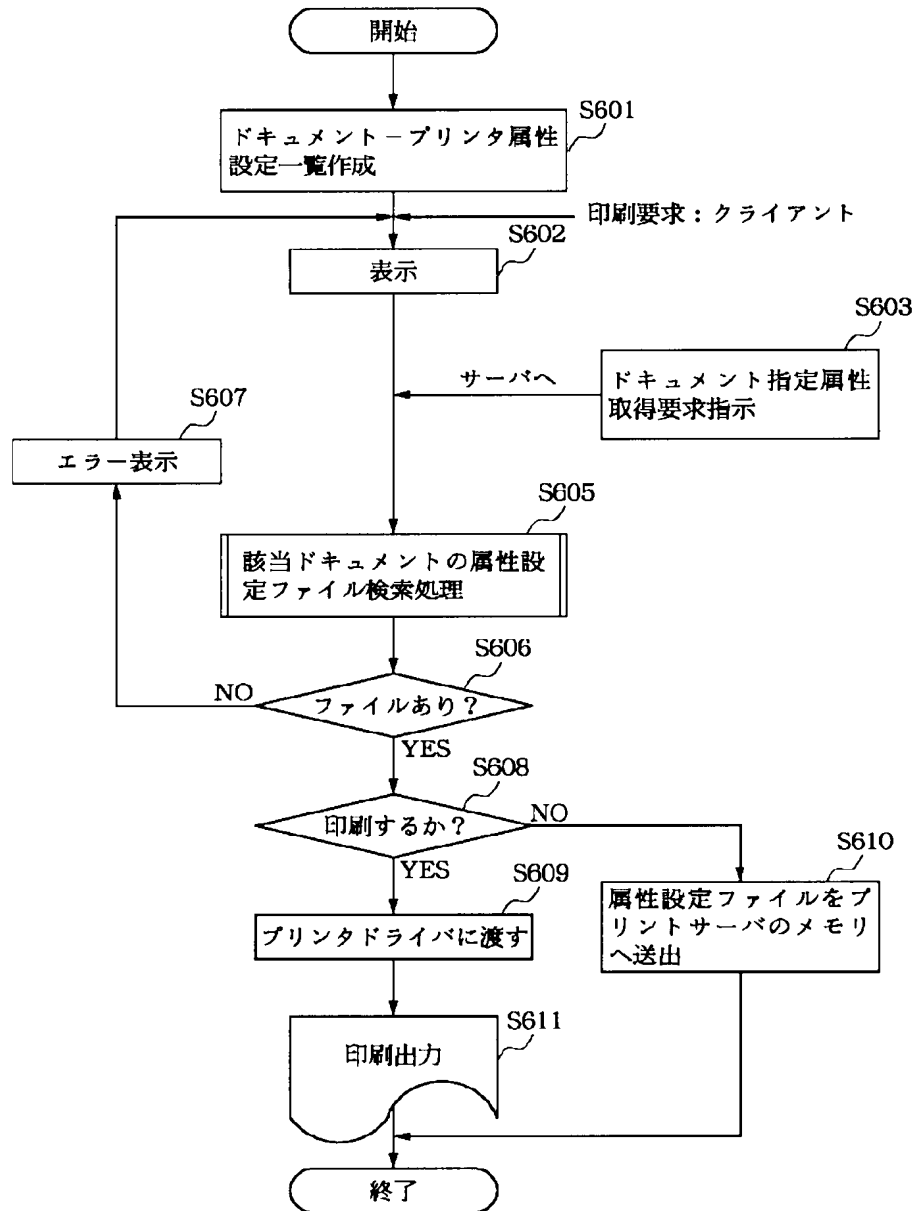 開始
S601
ドキュメント－プリンタ属性
設定一覧作成
印刷要求：クライアント
S602
表示
S603
ドキュメント指定属性
取得要求指示
サーバへ
S607
エラー表示
S605
該当ドキュメントの属性設
定ファイル検索処理
S606
ファイルあり？
NO
YES
S608
印刷するか？
NO
YES
S610
属性設定ファイルをプ
リントサーバのメモリ
へ送出
S609
プリンタドライバに渡す
S611
印刷出力
終了